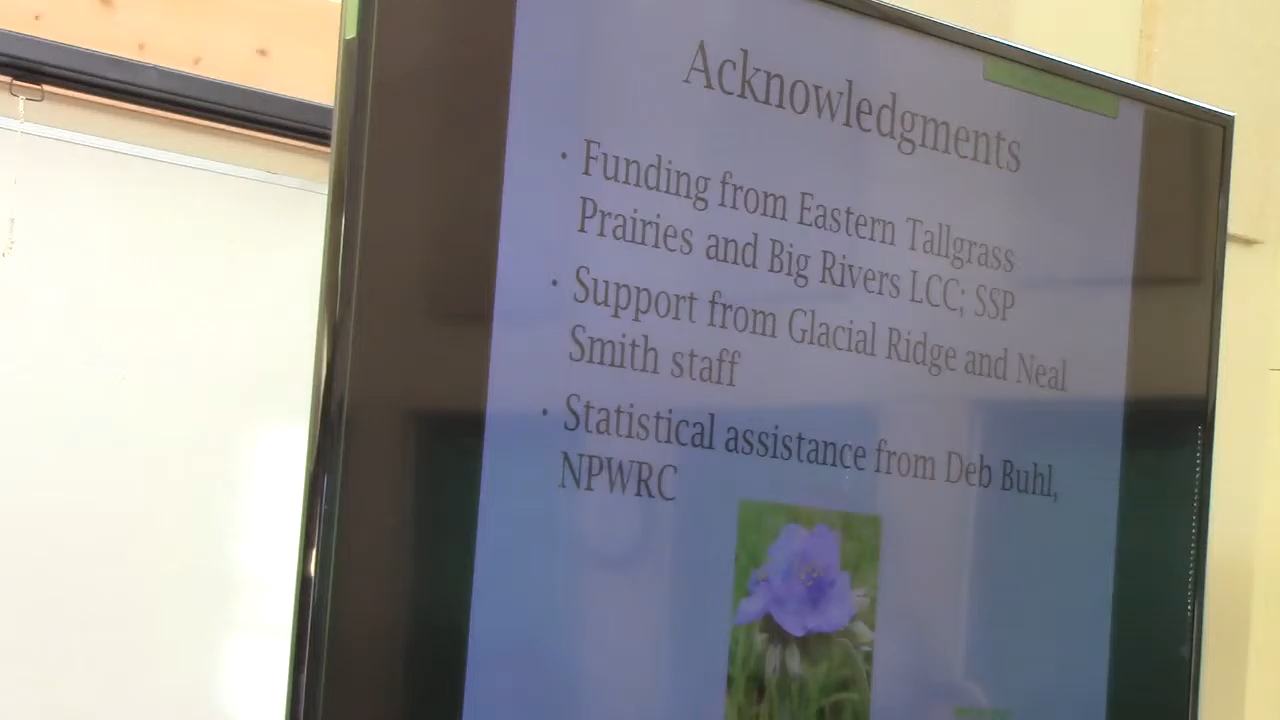 Acknowledgments
• Funding from Eastern Tallgrass
Prairies and Big Rivers LCC; SSP
• Support from Glacial Ridge and Neal
Smith staff
• Statistical assistance from Deb Buhl,
NPWRC